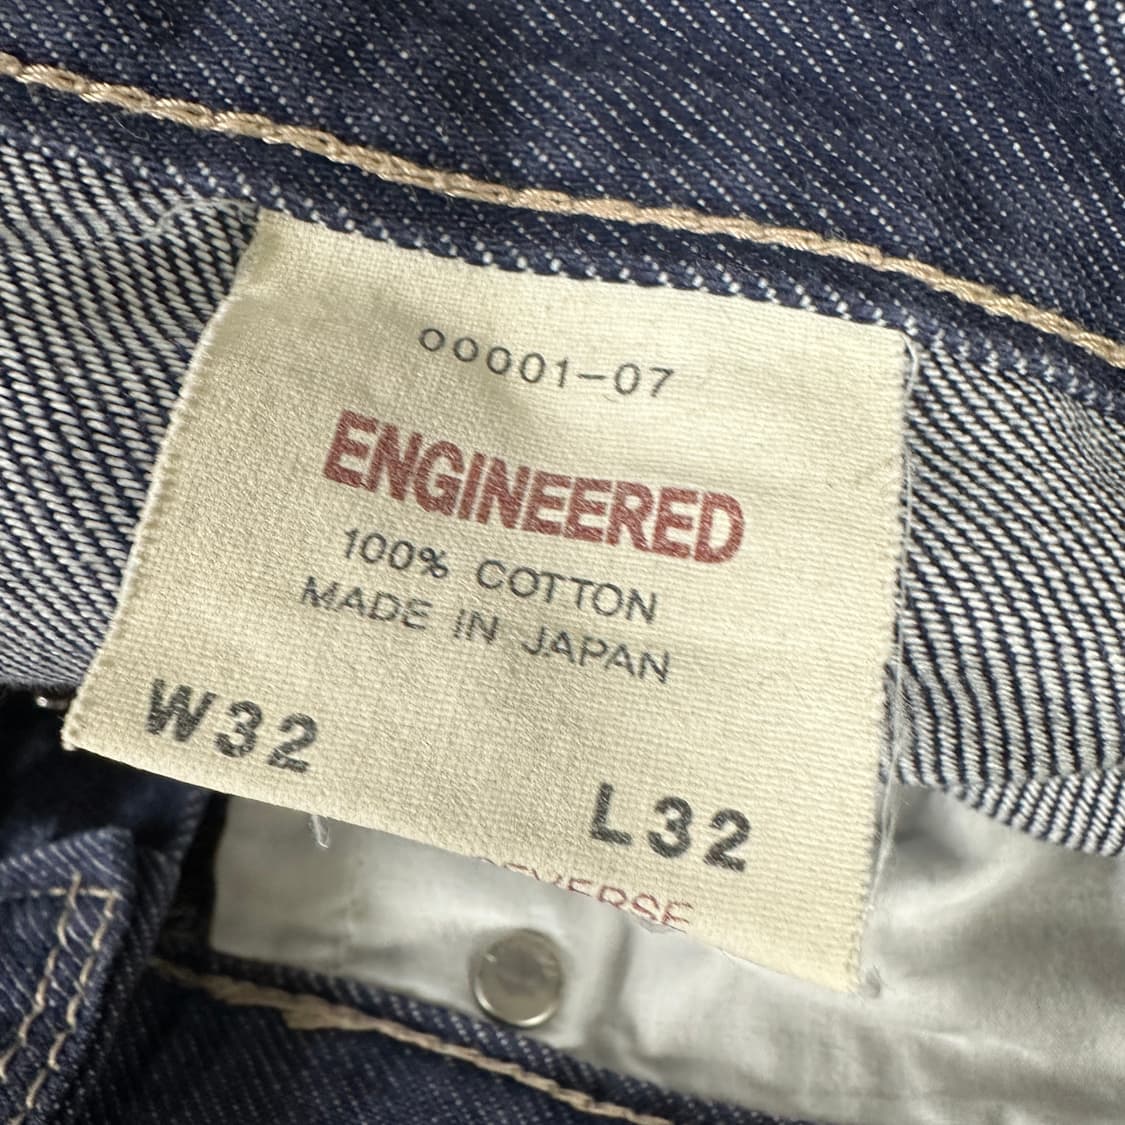 00001-07
ENGINEERED
100% COTTON
MADE IN JAPAN
W32
L32